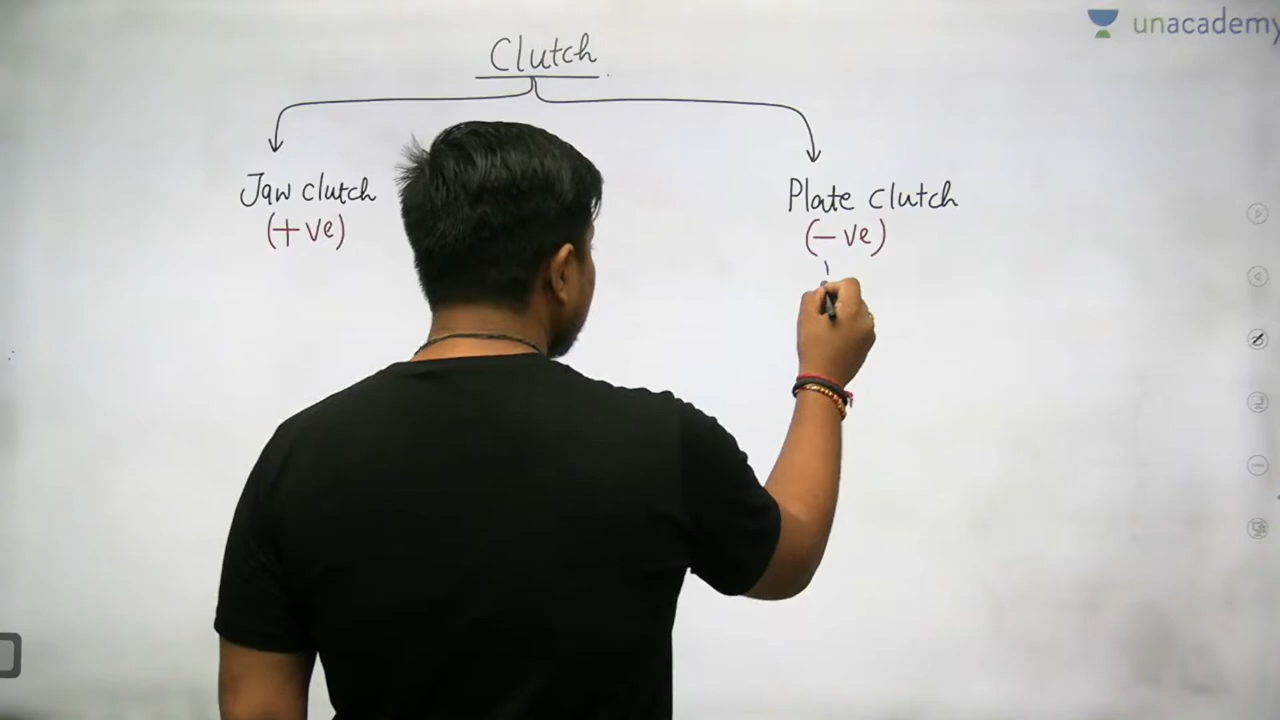 unacademy
Clutch
Jaw clutch
(+ve)
Plate clutch
(-ve)